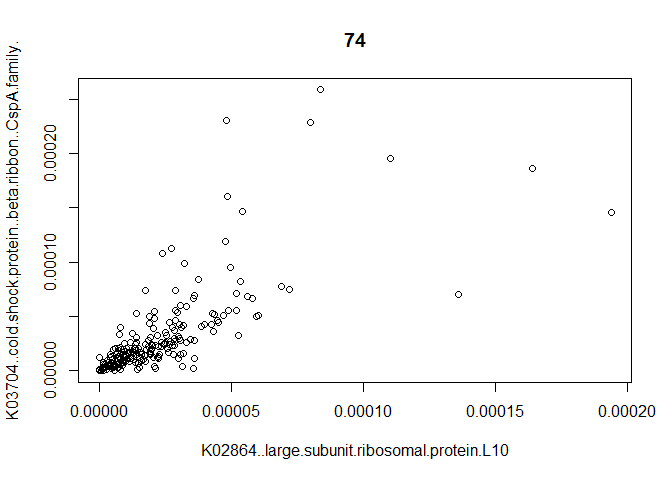 74
K03704..cold.shock.protein..beta.ribbon..CspA.family.
0.00020
0.00010
0.00000
0.00000 0.00005 0.00010 0.00015 0.00020
K02864..large.subunit.ribosomal.protein.L10